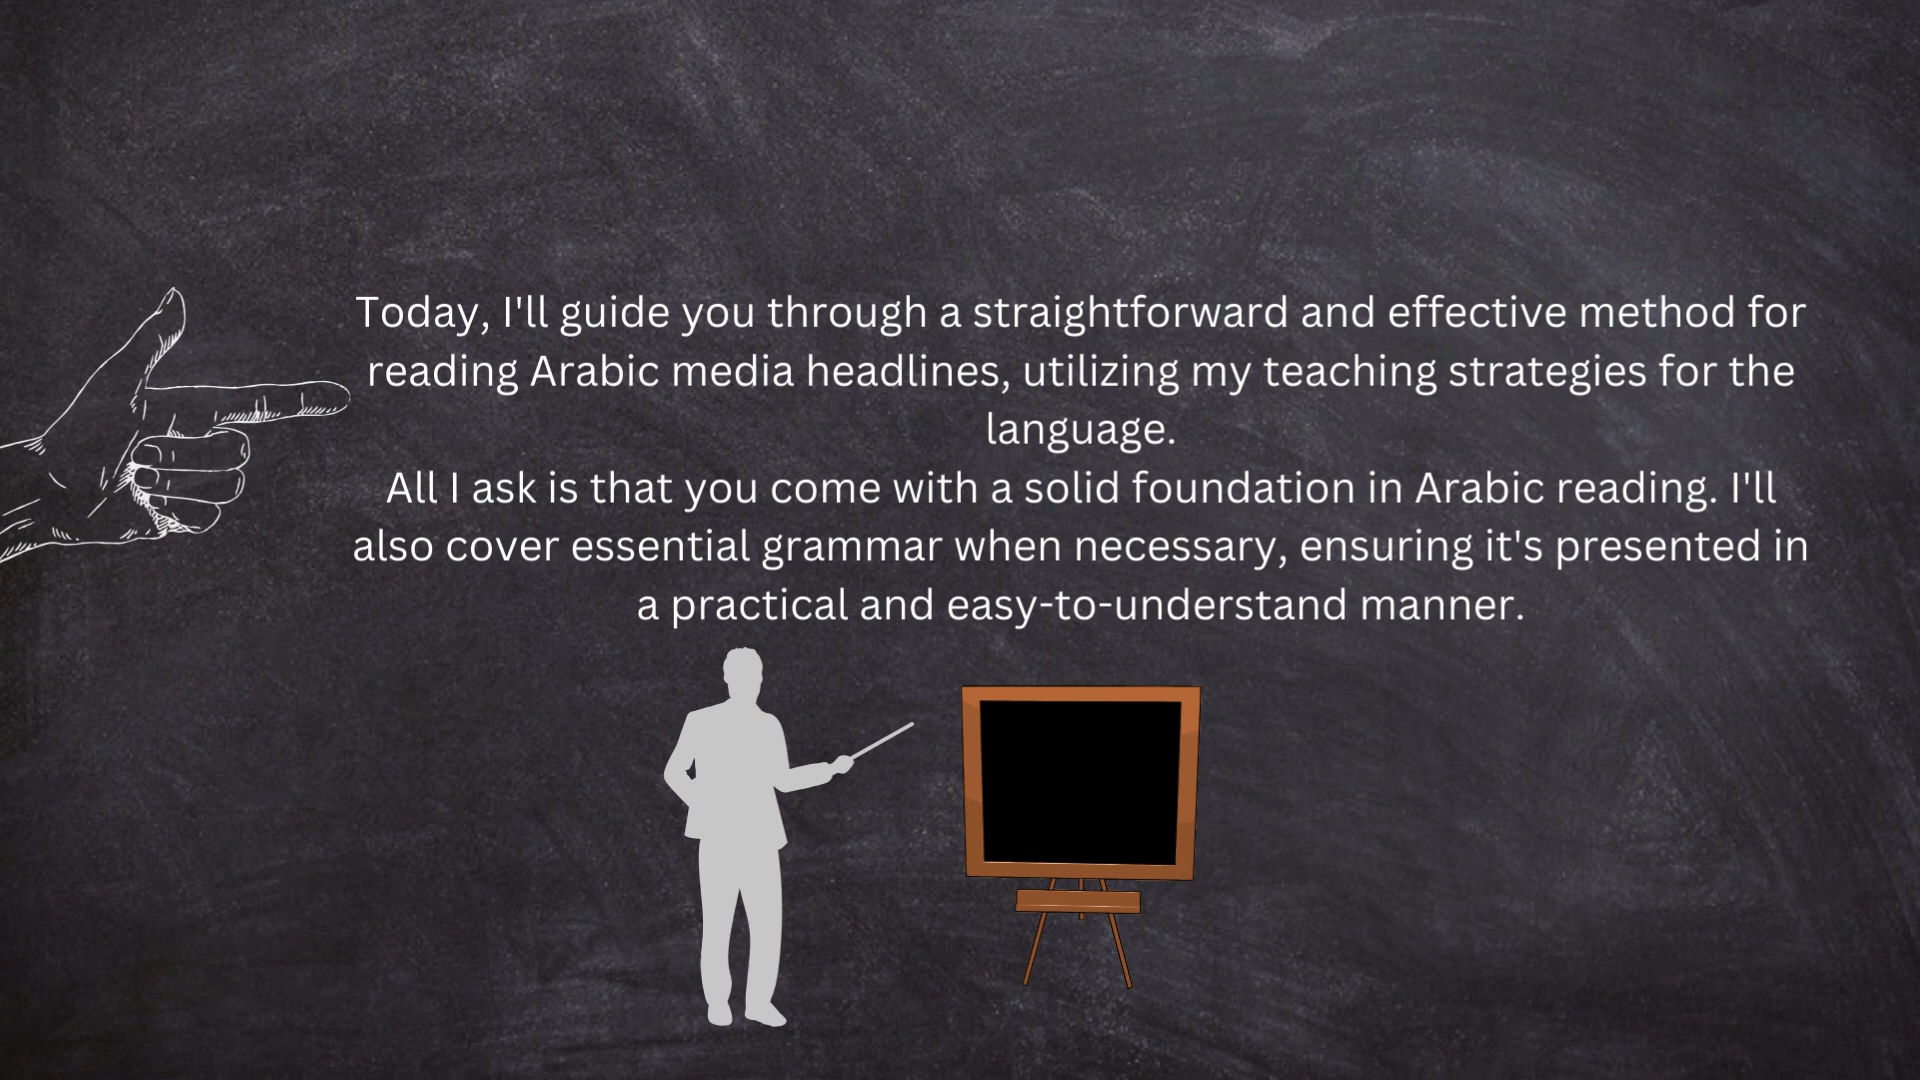 Today, I'll guide you through a straightforward and effective method for
reading Arabic media headlines, utilizing my teaching strategies for the
language.
All I ask is that you come with a solid foundation in Arabic reading. I'll
also cover essential grammar when necessary, ensuring it's presented in
a practical and easy-to-understand manner.